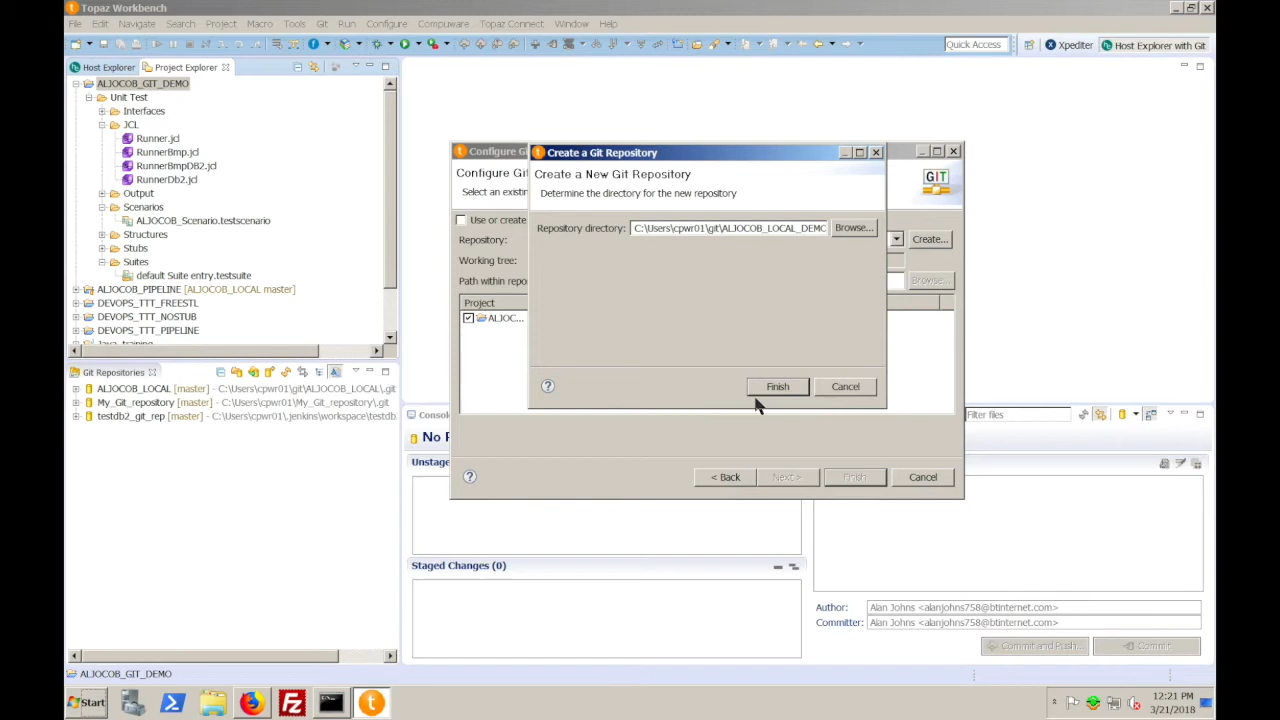 Topaz Workbench
File Edit Navigate Search Project Macro Tools Git Run Configure Compuware Topaz Connect Window Help
Quick Access
Xpediter
Host Explorer with Git
Host Explorer
Project Explorer
ALJOCOB_GIT_DEMO
Unit Test
Interfaces
JCL
Runner.jcl
RunnerBmp.jcl
RunnerBmpDB2.jcl
RunnerDb2.jcl
Output
Scenarios
ALJOCOB_Scenario.testscenario
Structures
Stubs
Suites
default Suite entry.testsuite
ALJOCOB_PIPELINE [ALJOCOB_LOCAL master]
DEVOPS_TTT_FREESTL
DEVOPS_TTT_NOSTUB
DEVOPS_TTT_PIPELINE
Java_training
Git Repositories
ALJOCOB_LOCAL [master] - C:\Users\cpwr01\git\ALJOCOB_LOCAL\.git
My_Git_repository [master] - C:\Users\cpwr01\My_Git_repository\.git
testdb2_git_rep [master] - C:\Users\cpwr01\.jenkins\workspace\testdb
Configure Gi
Configure Git
Select an existin
GIT
Use or create
Repository:
Create...
Working tree:
Path within repo
Browse...
Project
ALJOC...
< Back
Next >
Finish
Cancel
Create a Git Repository
Create a New Git Repository
Determine the directory for the new repository
Repository directory:
C:\Users\cpwr01\git\ALJOCOB_LOCAL_DEMO
Browse...
Finish
Cancel
Console
Filter files
No R
Unstage
Staged Changes (0)
Author:
Alan Johns <alanjohns758@btinternet.com>
Committer:
Alan Johns <alanjohns758@btinternet.com>
Commit and Push...
Commit
ALJOCOB_GIT_DEMO
Start
12:21 PM
3/21/2018